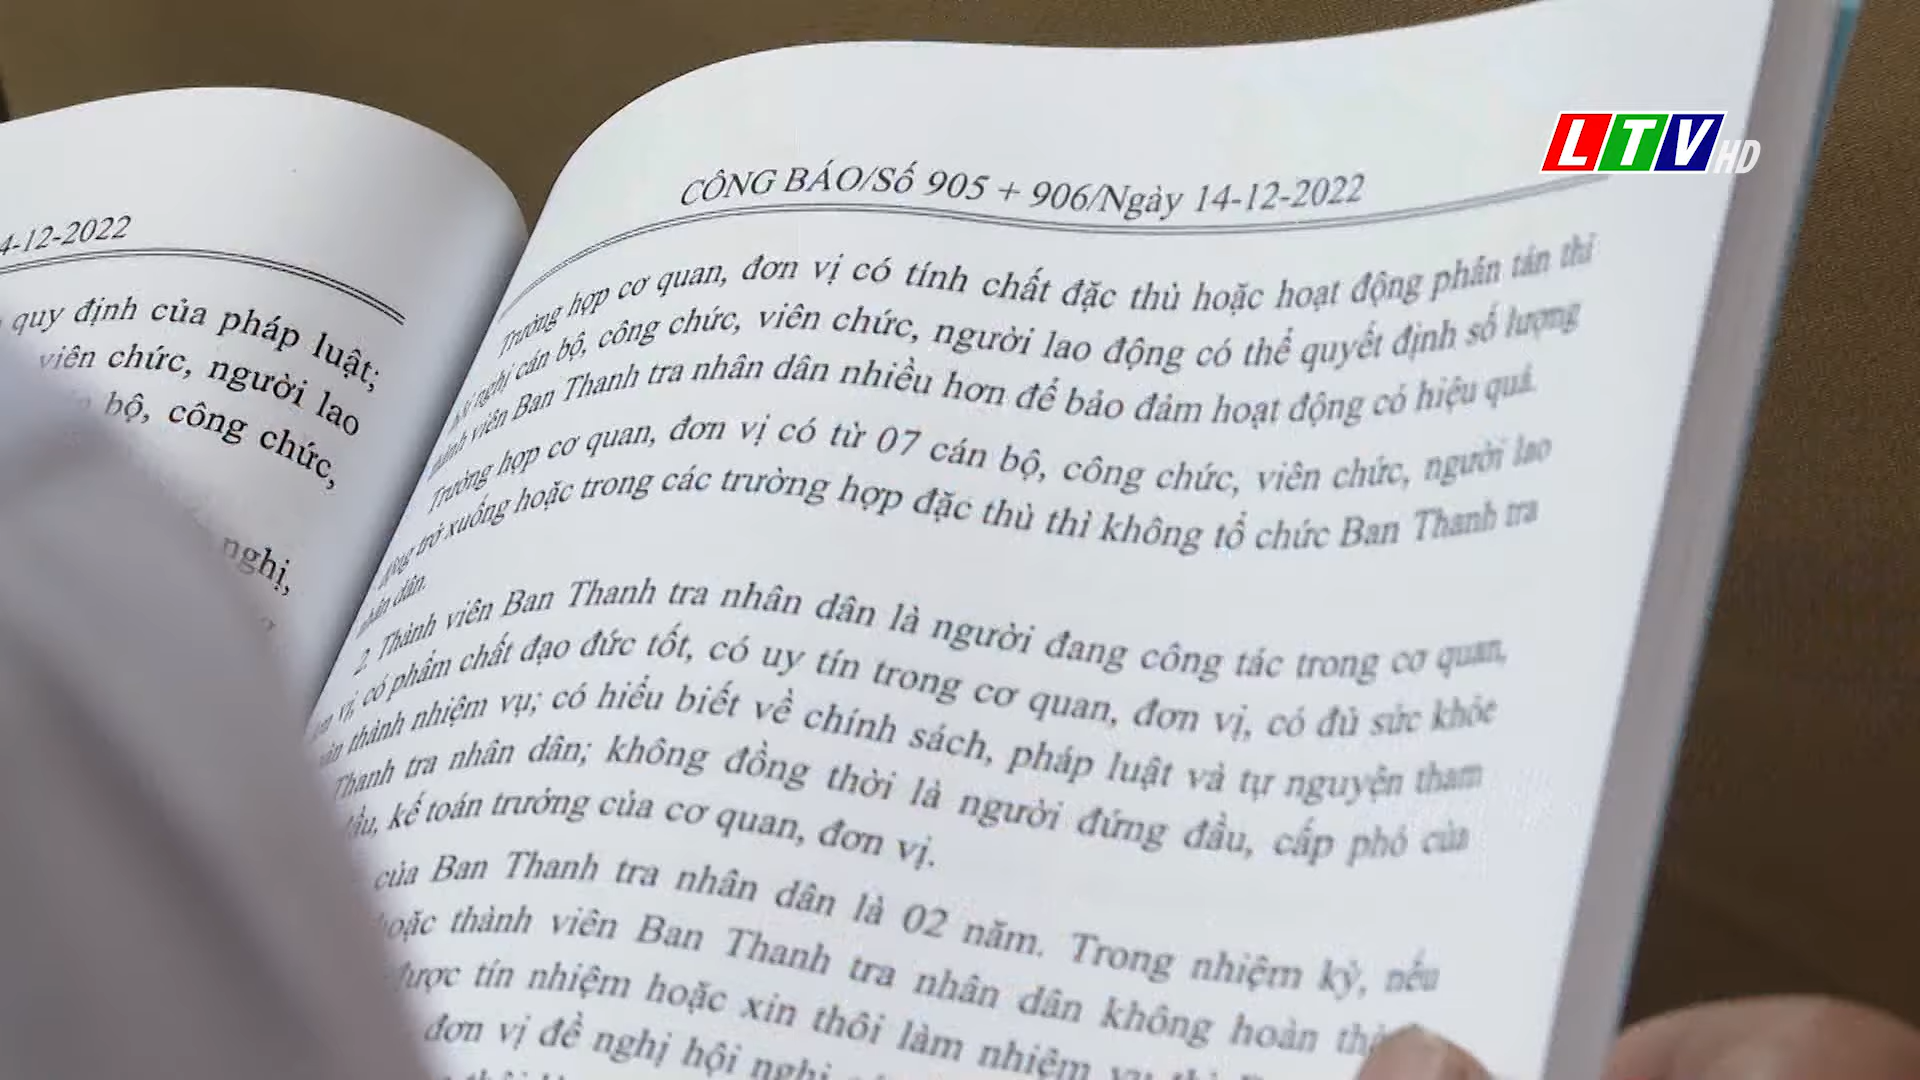 4-12-2022
quy định của pháp luật;
viên chức, người lao
bộ, công chức,
nghị,
CÔNG BÁO/Số 905 + 906/Ngày 14-12-2022
Trường hợp cơ quan, đơn vị có tính chất đặc thù hoặc hoạt động phân tán thì
hội nghị cán bộ, công chức, viên chức, người lao động có thể quyết định số lượng
thành viên Ban Thanh tra nhân dân nhiều hơn để bảo đảm hoạt động có hiệu quả.
Trường hợp cơ quan, đơn vị có từ 07 cán bộ, công chức, viên chức, người lao
động trở xuống hoặc trong các trường hợp đặc thù thì không tổ chức Ban Thanh tra
nhân dân.
2. Thành viên Ban Thanh tra nhân dân là người đang công tác trong cơ quan,
vị, có phẩm chất đạo đức tốt, có uy tín trong cơ quan, đơn vị, có đủ sức khỏe
thành nhiệm vụ; có hiểu biết về chính sách, pháp luật và tự nguyện tham
Thanh tra nhân dân; không đồng thời là người đứng đầu, cấp phó của
kế toán trưởng của cơ quan, đơn vị.
của Ban Thanh tra nhân dân là 02 năm. Trong nhiệm kỳ, nếu
hoặc thành viên Ban Thanh tra nhân dân không hoàn
được tín nhiệm hoặc xin thôi làm nhiệm
đơn vị đề nghị hội nghị
LTV HD